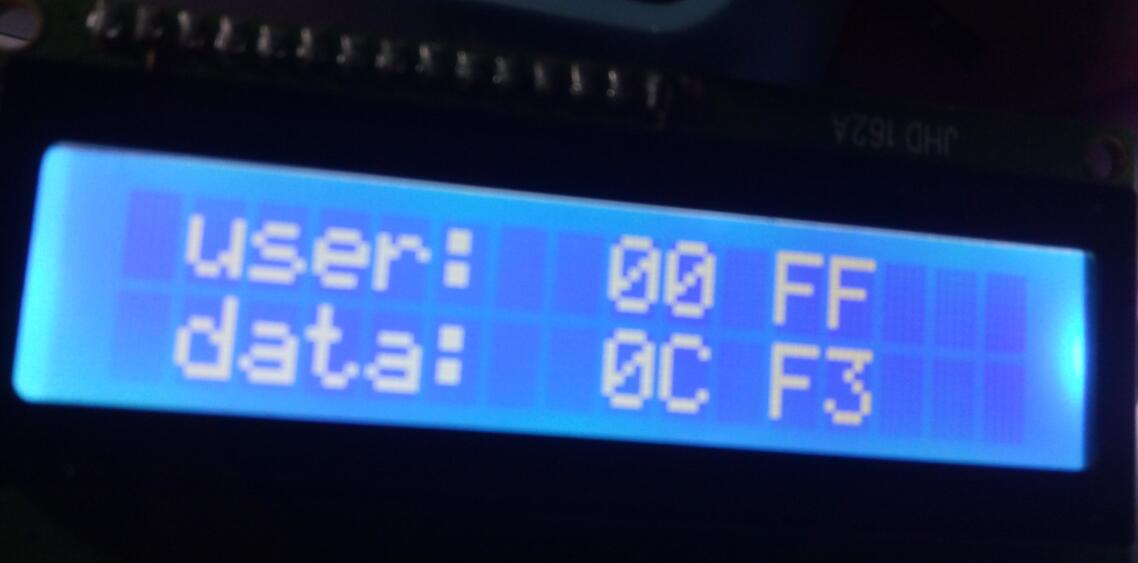 JHD 162A
user: 00 FF
data: 0C F3